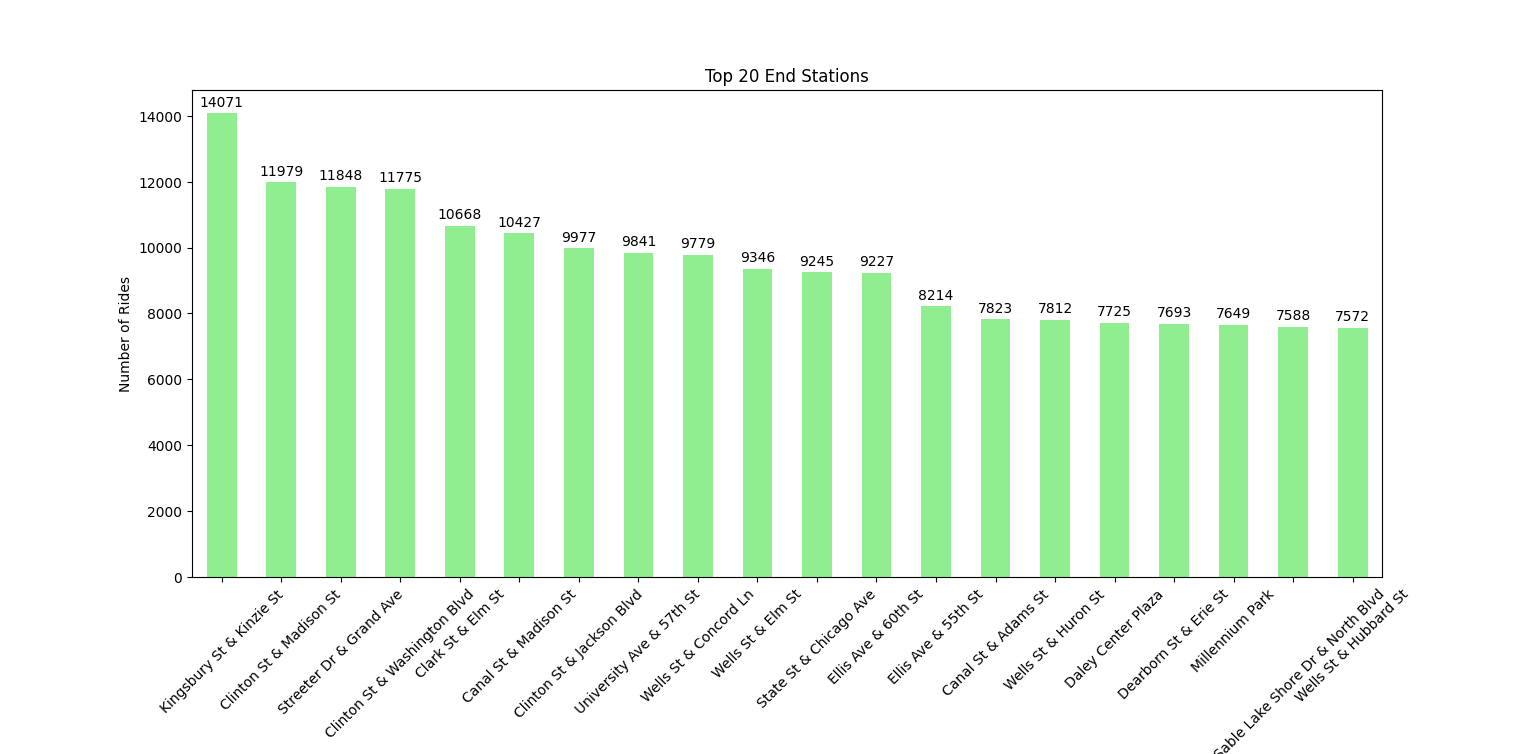 Top 20 End Stations
14071
11979
11848
11775
10668
10427
9977
9841
9779
9346
9245
9227
8214
7823
7812
7725
7693
7649
7588
7572
Number of Rides
14000
12000
10000
8000
6000
4000
2000
0
Kingsbury St & Kinzie St
Clinton St & Madison St
Streeter Dr & Grand Ave
Clinton St & Washington Blvd
Clark St & Elm St
Canal St & Madison St
Clinton St & Jackson Blvd
University Ave & 57th St
Wells St & Concord Ln
Wells St & Elm St
State St & Chicago Ave
Ellis Ave & 60th St
Ellis Ave & 55th St
Canal St & Adams St
Wells St & Huron St
Daley Center Plaza
Dearborn St & Erie St
Millennium Park
Sable Lake Shore Dr & North Blvd
Wells St & Hubbard St